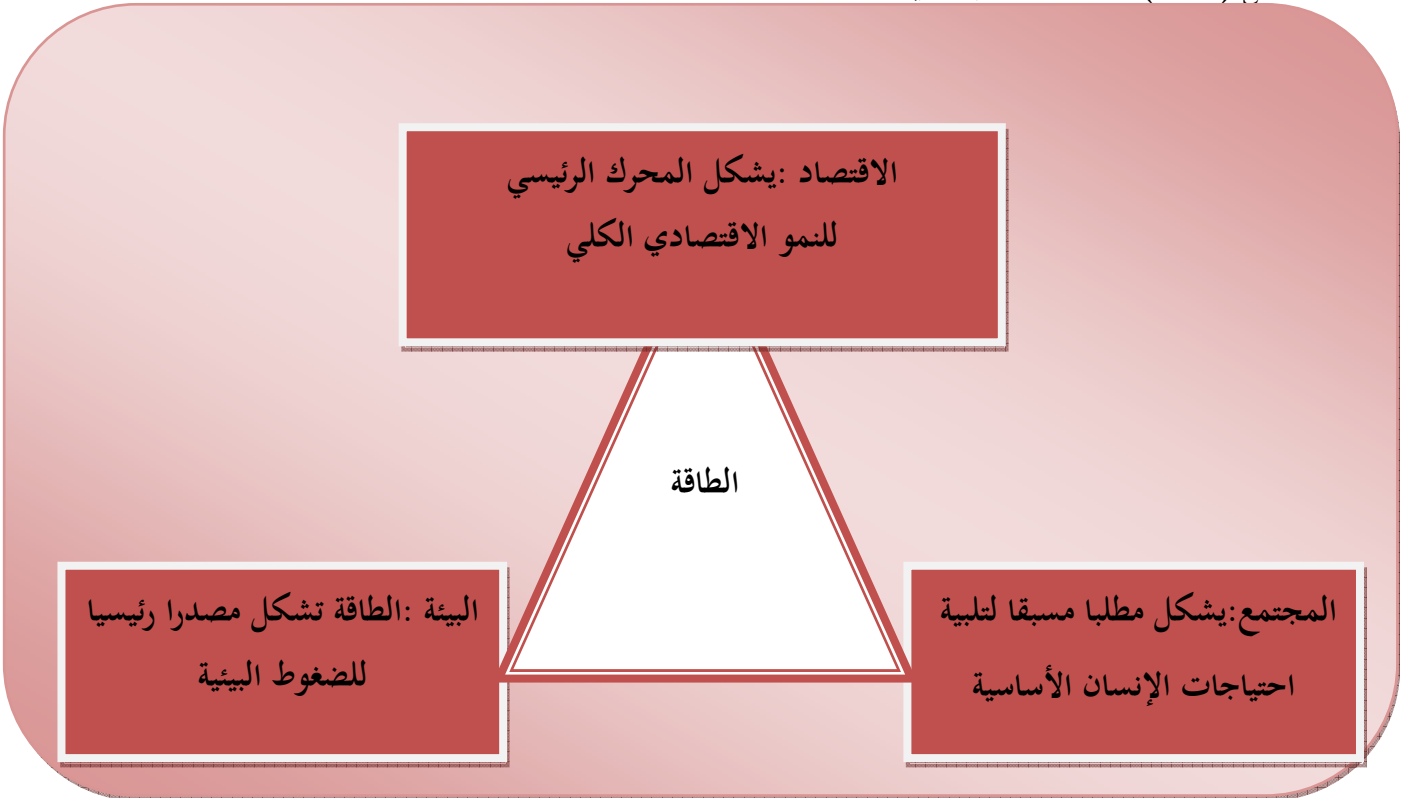 الاقتصاد :يشكل المحرك الرئيسي
للنمو الاقتصادي الكلي
الطاقة
المجتمع:يشكل مطلبا مسبقا لتلبية
احتياجات الإنسان الأساسية
البيئة :الطاقة تشكل مصدرا رئيسيا
للضغوط البيئية